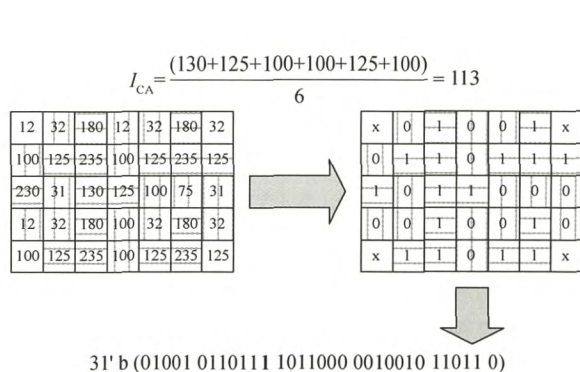 I_CA = (130+125+100+100+125+100) / 6 = 113
12 32 180 12 32 180 32
100 125 235 100 125 235 125
230 31 130 125 100 75 31
12 32 180 100 32 180 32
100 125 235 100 125 235 125
x 0 1 0 0 1 x
0 1 1 0 1 1 1
1 0 1 1 0 0 0
0 0 1 0 0 1 0
x 1 1 0 1 1 x
31' b (01001 0110111 1011000 0010010 11011 0)